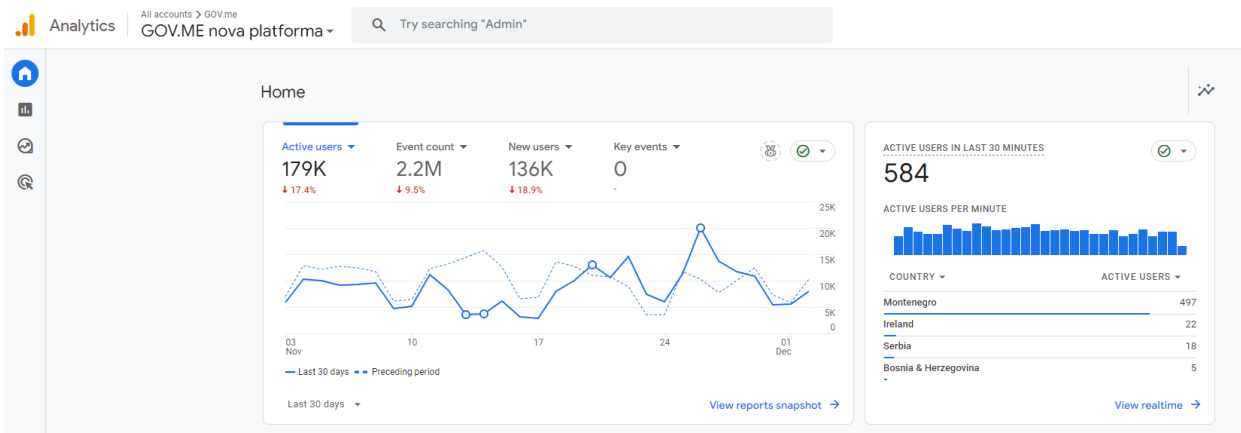 All accounts > GOV.me
Analytics
GOV.ME nova platforma
Try searching "Admin"
Home
Active users
Event count
New users
Key events
179K
2.2M
136K
0
↓ 17.4%
↓ 9.5%
↓ 18.9%
-
25K
20K
15K
10K
5K
0
03 Nov
10
17
24
01 Dec
Last 30 days
Preceding period
Last 30 days
View reports snapshot →
ACTIVE USERS IN LAST 30 MINUTES
584
ACTIVE USERS PER MINUTE
COUNTRY
ACTIVE USERS
Montenegro 497
Ireland 22
Serbia 18
Bosnia & Herzegovina 5
View realtime →